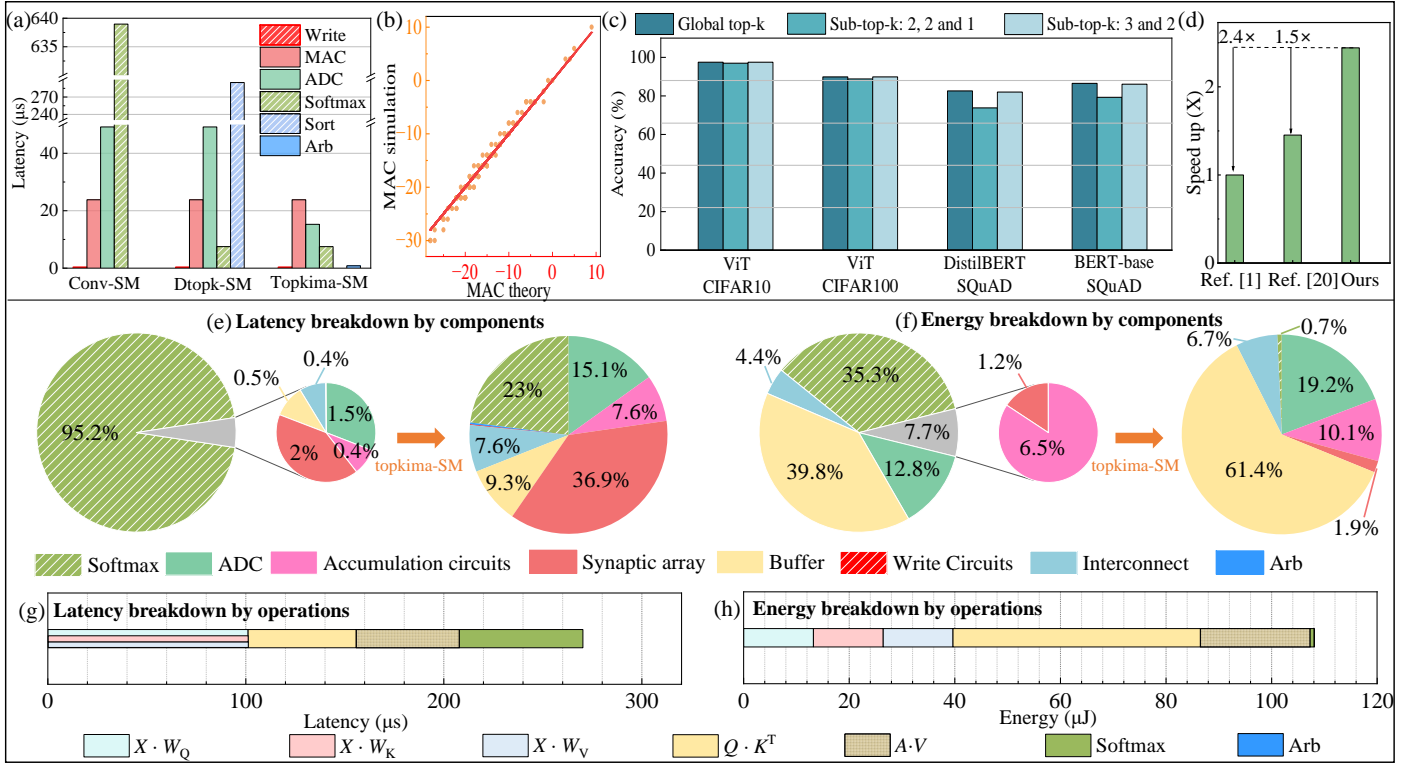 (a)
640
635
270
240
40
20
0
Latency (μs)
Write
MAC
ADC
Softmax
Sort
Arb
Conv-SM
Dtopk-SM
Topkima-SM
(b)
10
0
−10
−20
−30
MAC simulation
−20
−10
0
10
MAC theory
(c)
Global top-k
Sub-top-k: 2, 2 and 1
Sub-top-k: 3 and 2
100
80
60
40
20
0
Accuracy (%)
ViT
CIFAR10
ViT
CIFAR100
DistilBERT
SQuAD
BERT-base
SQuAD
(d)
2.4×
1.5×
2
1
0
Speed up (X)
Ref. [1]
Ref. [20]
Ours
(e) Latency breakdown by components
95.2%
0.5%
0.4%
1.5%
0.4%
2%
topkima-SM
23%
15.1%
7.6%
36.9%
9.3%
7.6%
(f) Energy breakdown by components
4.4%
35.3%
7.7%
12.8%
39.8%
1.2%
6.5%
topkima-SM
6.7%
0.7%
19.2%
10.1%
1.9%
61.4%
Softmax
ADC
Accumulation circuits
Synaptic array
Buffer
Write Circuits
Interconnect
Arb
(g) Latency breakdown by operations
0
100
200
300
Latency (μs)
(h) Energy breakdown by operations
0
20
40
60
80
100
120
Energy (μJ)
X · W_Q
X · W_K
X · W_V
Q · K^T
A·V
Softmax
Arb